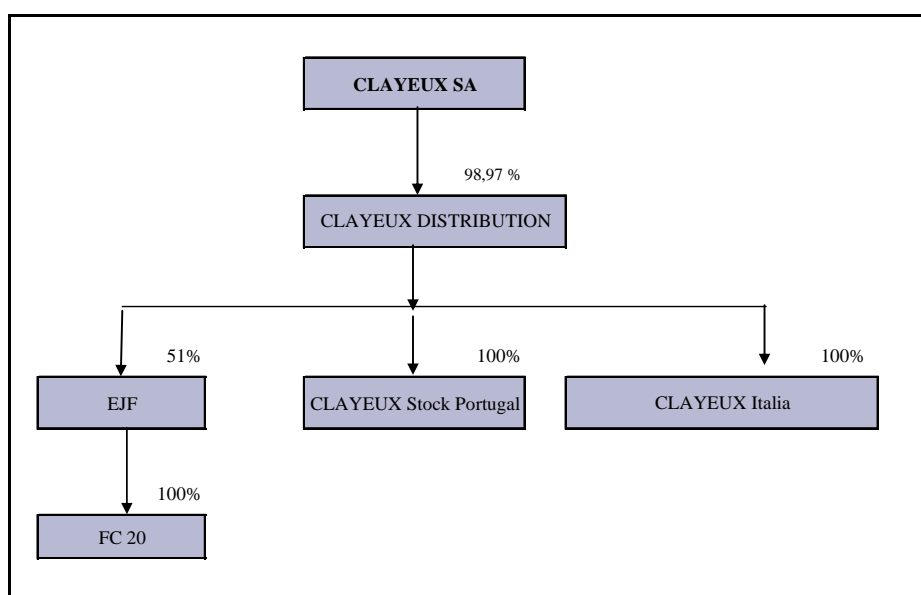 CLAYEUX SA
98,97 %
CLAYEUX DISTRIBUTION
51%
100%
100%
EJF
CLAYEUX Stock Portugal
CLAYEUX Italia
100%
FC 20